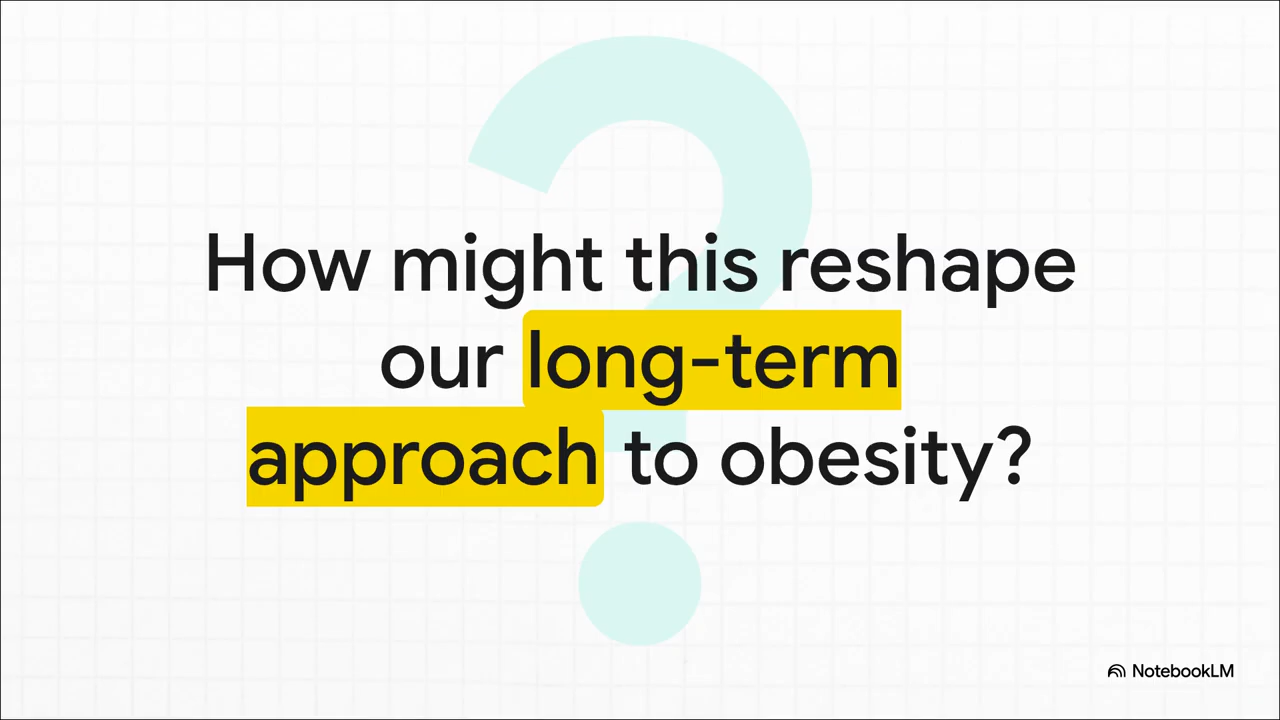 How might this reshape
our long-term
approach to obesity?
NotebookLM